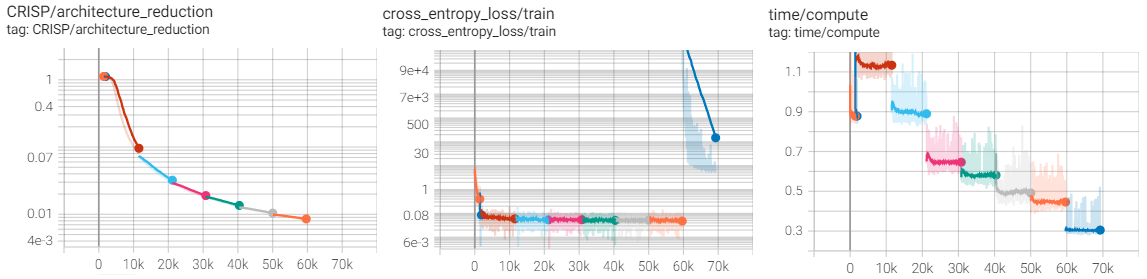 CRISP/architecture_reduction
tag: CRISP/architecture_reduction
1
0.4
0.07
0.01
4e-3
0 10k 20k 30k 40k 50k 60k 70k
cross_entropy_loss/train
tag: cross_entropy_loss/train
9e+4
7e+3
500
30
1
0.08
6e-3
0 10k 20k 30k 40k 50k 60k 70k
time/compute
tag: time/compute
1.1
0.9
0.7
0.5
0.3
0 10k 20k 30k 40k 50k 60k 70k